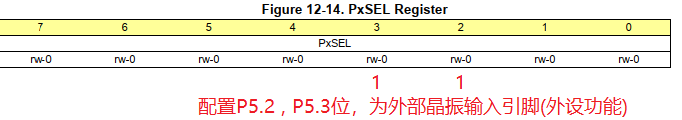 Figure 12-14. PxSEL Register
7 6 5 4 3 2 1 0
PxSEL
rw-0 rw-0 rw-0 rw-0 rw-0 rw-0 rw-0 rw-0
1 1
配置P5.2，P5.3位，为外部晶振输入引脚(外设功能)